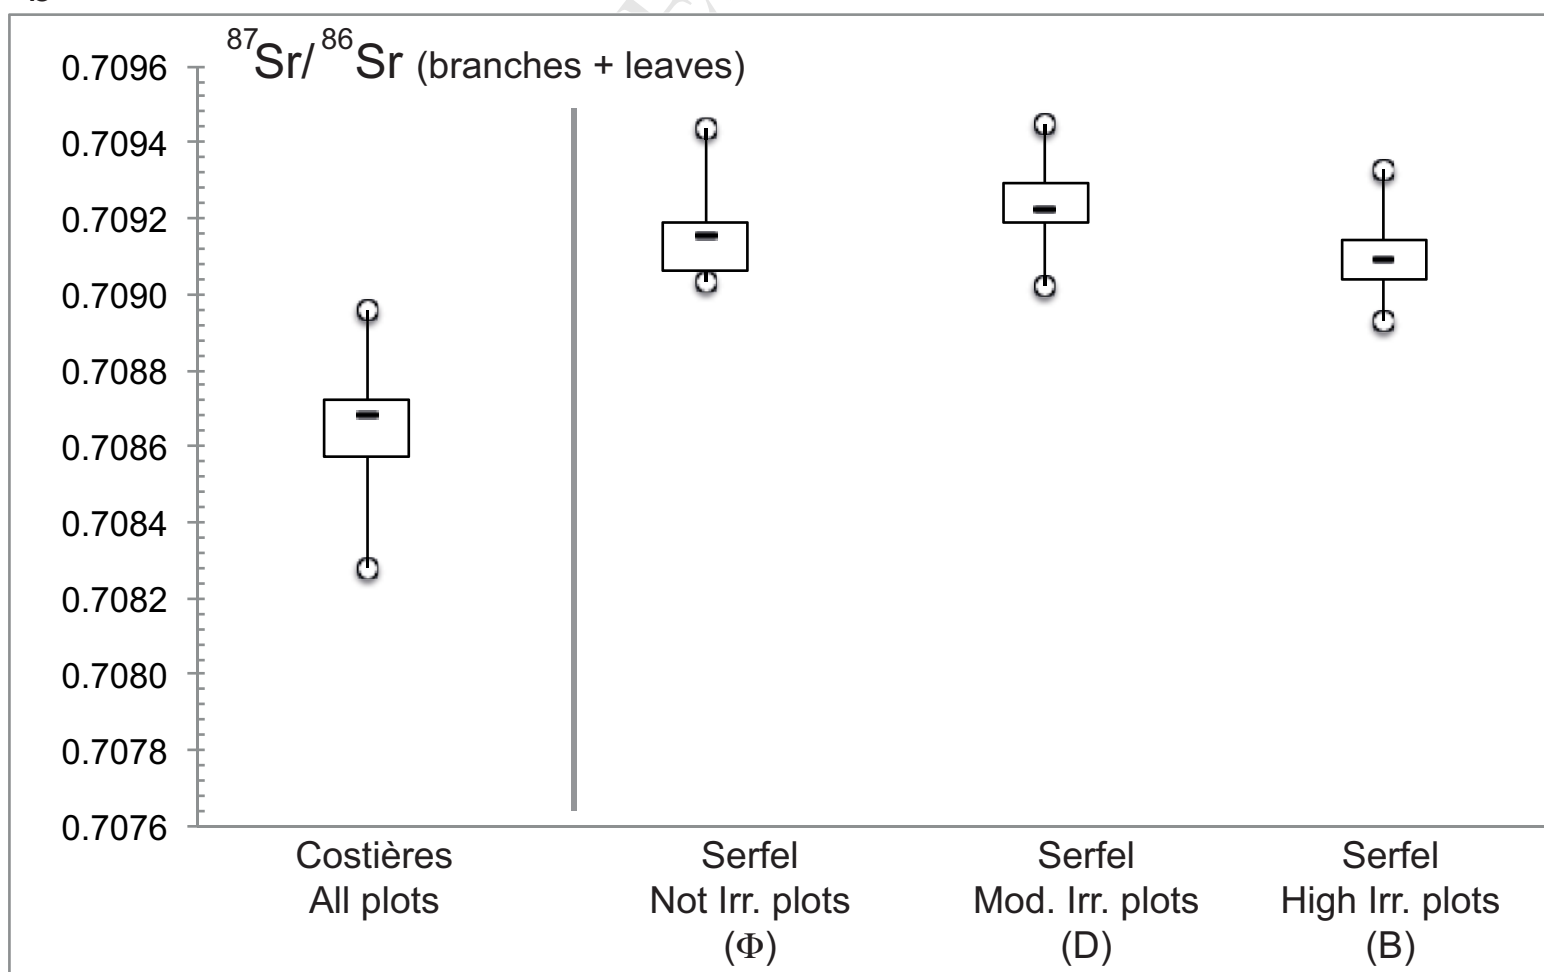 ⁸⁷Sr/⁸⁶Sr (branches + leaves)
0.7096
0.7094
0.7092
0.7090
0.7088
0.7086
0.7084
0.7082
0.7080
0.7078
0.7076
Costières
All plots
Serfel
Not Irr. plots
(Φ)
Serfel
Mod. Irr. plots
(D)
Serfel
High Irr. plots
(B)